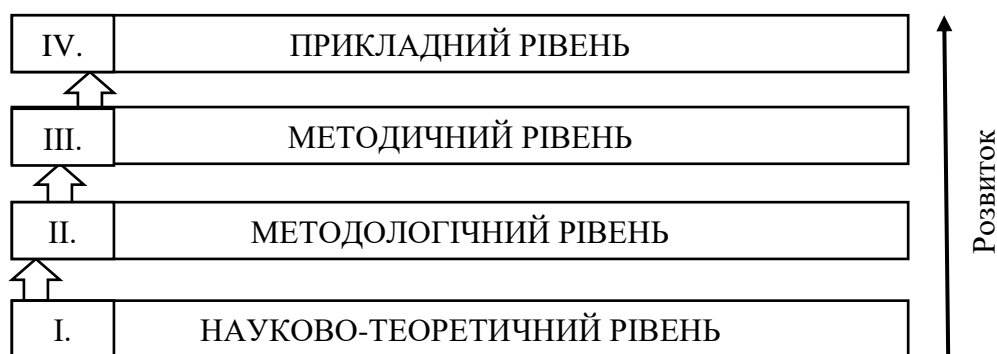 IV. ПРИКЛАДНИЙ РІВЕНЬ
III. МЕТОДИЧНИЙ РІВЕНЬ
II. МЕТОДОЛОГІЧНИЙ РІВЕНЬ
I. НАУКОВО-ТЕОРЕТИЧНИЙ РІВЕНЬ
Розвиток